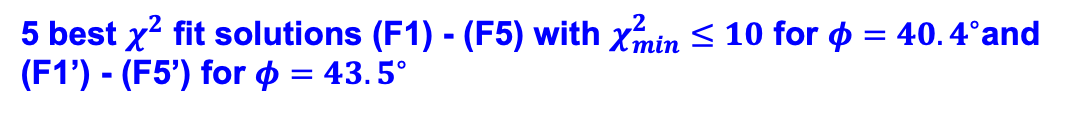 5 best χ² fit solutions (F1) - (F5) with χ²min ≤ 10 for ϕ = 40.4°and
(F1’) - (F5’) for ϕ = 43.5°